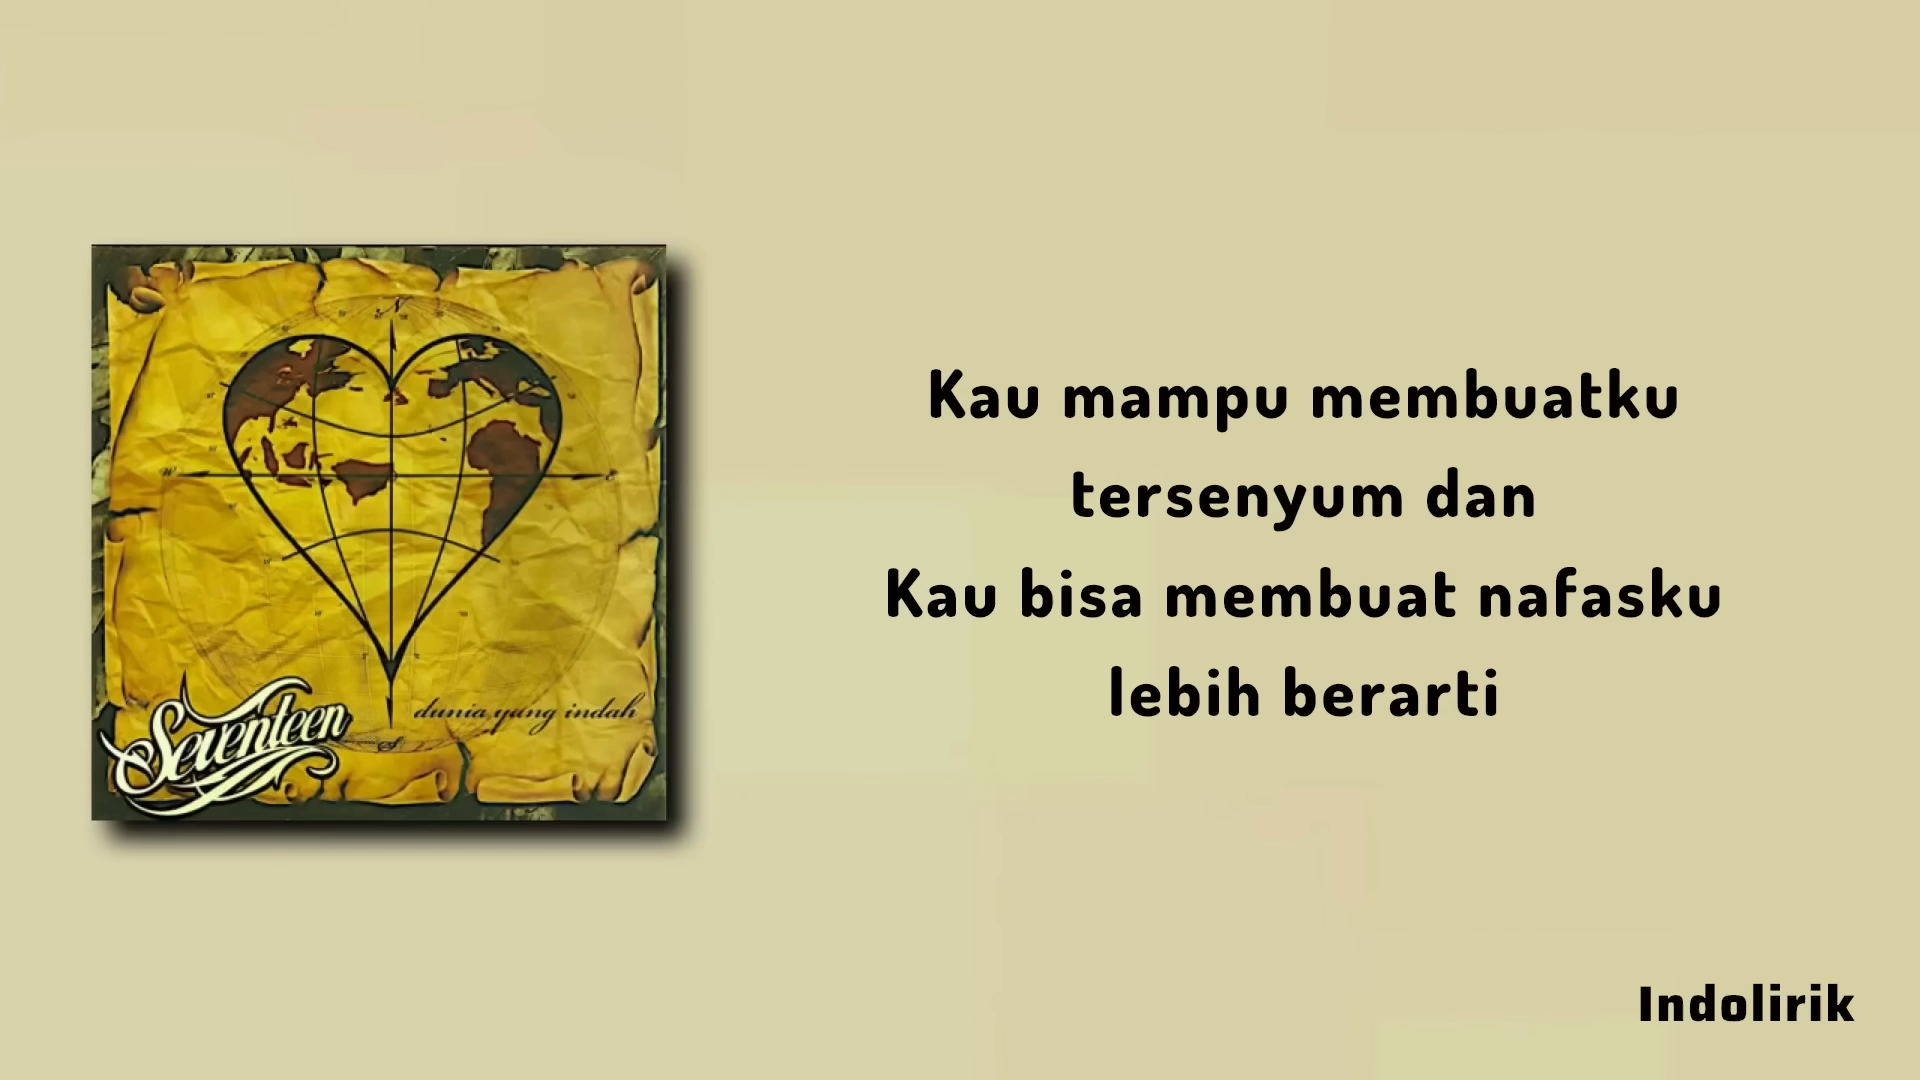 N
W
E
S
Seventeen
dunia yang indah
Kau mampu membuatku
tersenyum dan
Kau bisa membuat nafasku
lebih berarti
Indolirik